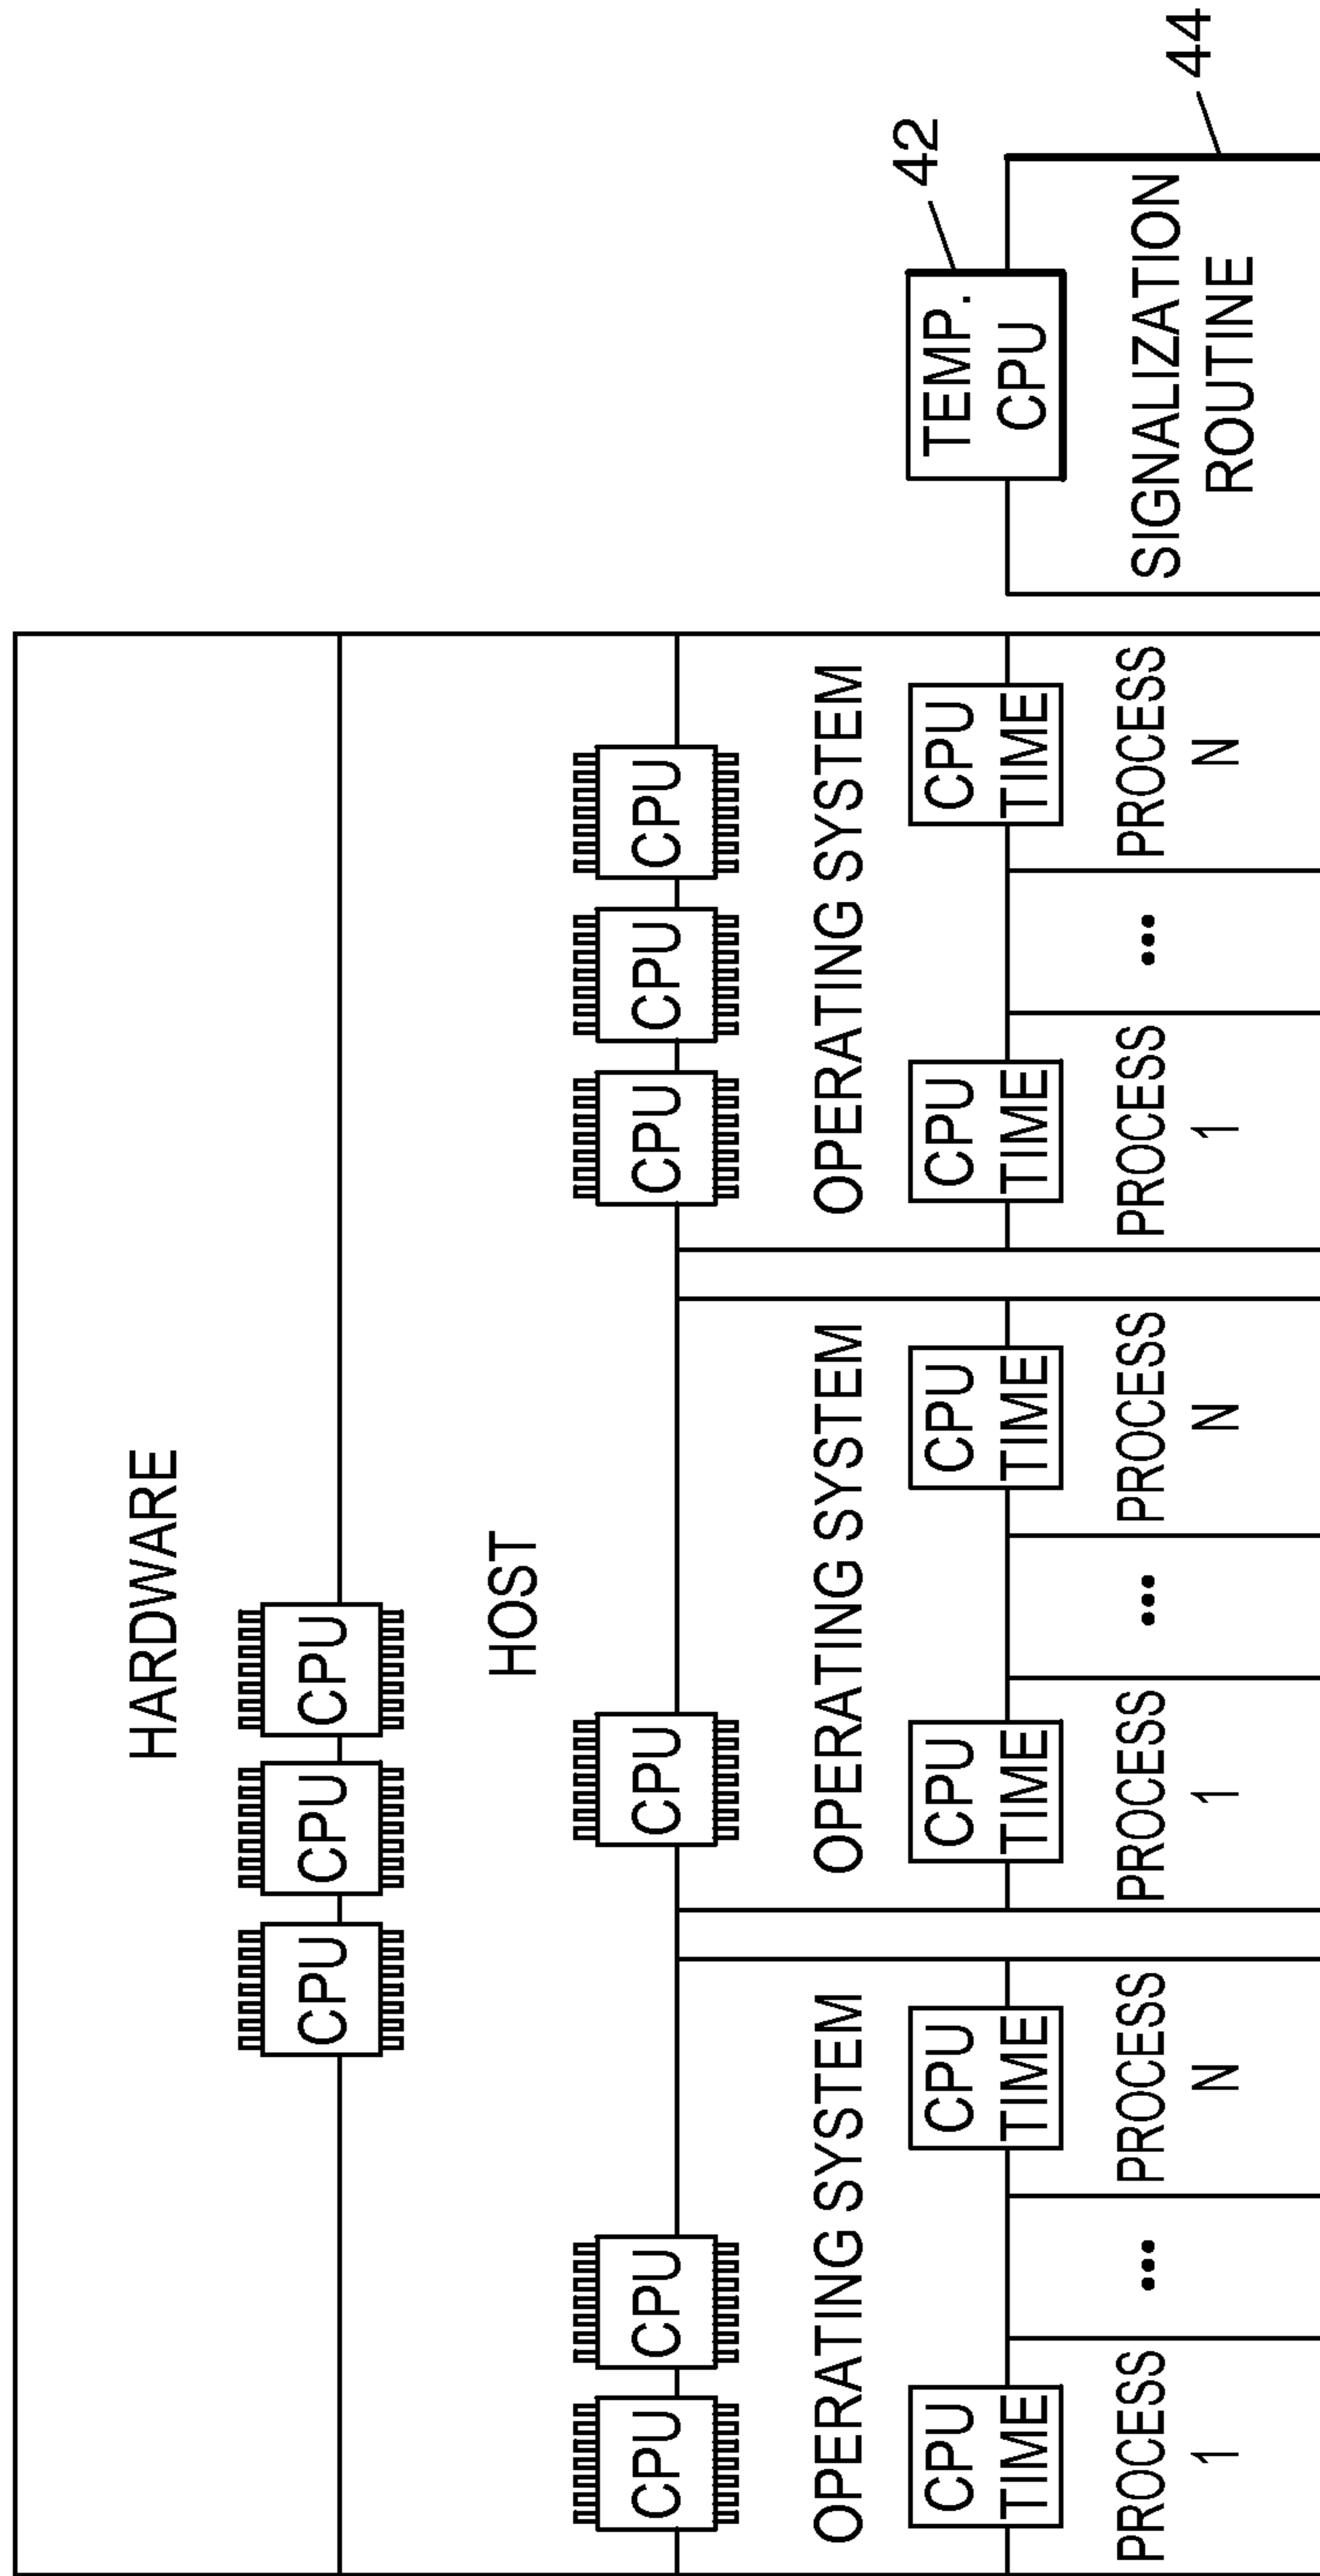 HARDWARE
CPU CPU CPU
HOST
CPU CPU CPU CPU CPU CPU
OPERATING SYSTEM OPERATING SYSTEM OPERATING SYSTEM
42
CPU TIME CPU TIME CPU TIME CPU TIME CPU TIME CPU TIME TEMP. CPU
PROCESS 1 ... PROCESS N PROCESS 1 ... PROCESS N PROCESS 1 ... PROCESS N
SIGNALIZATION
ROUTINE
44